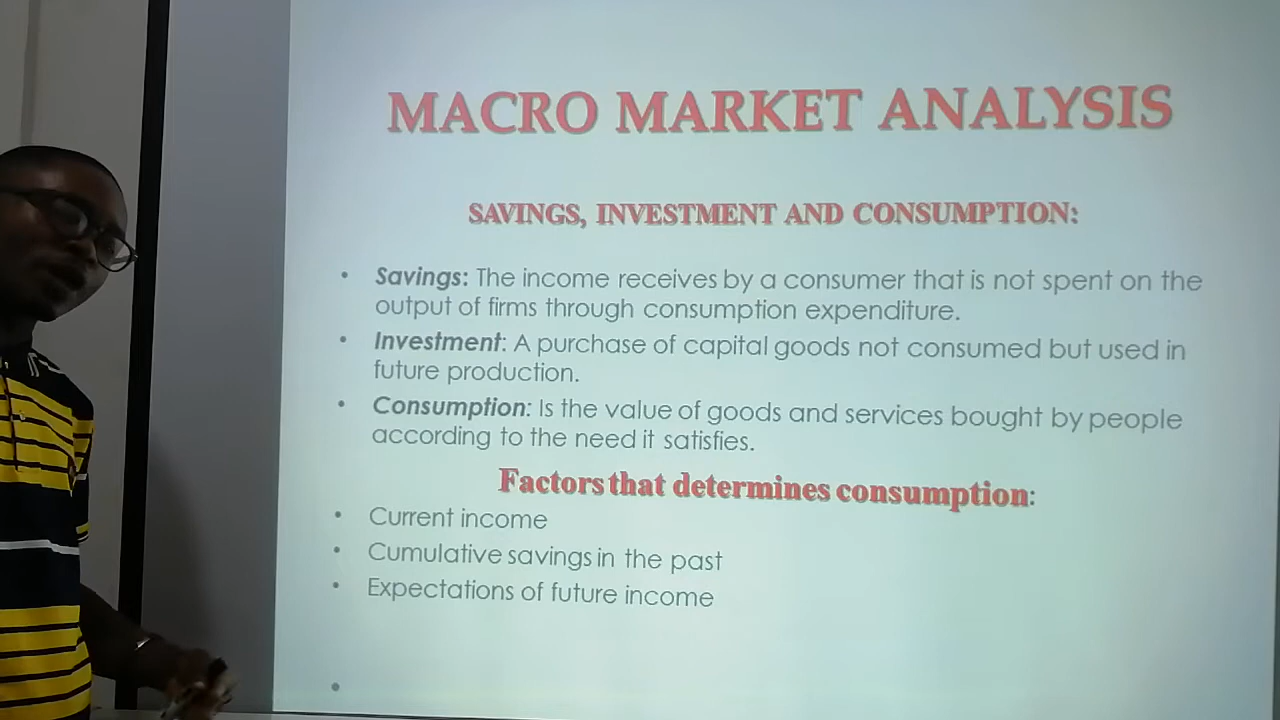 MACRO MARKET ANALYSIS
SAVINGS, INVESTMENT AND CONSUMPTION:
• Savings: The income receives by a consumer that is not spent on the
output of firms through consumption expenditure.
• Investment: A purchase of capital goods not consumed but used in
future production.
• Consumption: Is the value of goods and services bought by people
according to the need it satisfies.
Factors that determines consumption:
• Current income
• Cumulative savings in the past
• Expectations of future income
•